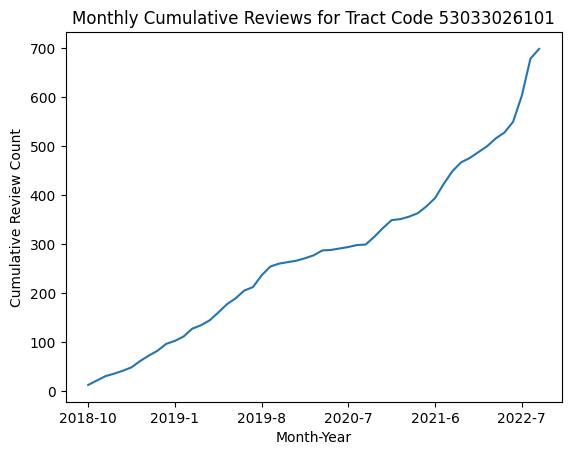 Monthly Cumulative Reviews for Tract Code 53033026101
Cumulative Review Count
700
600
500
400
300
200
100
0
2018-10 2019-1 2019-8 2020-7 2021-6 2022-7
Month-Year